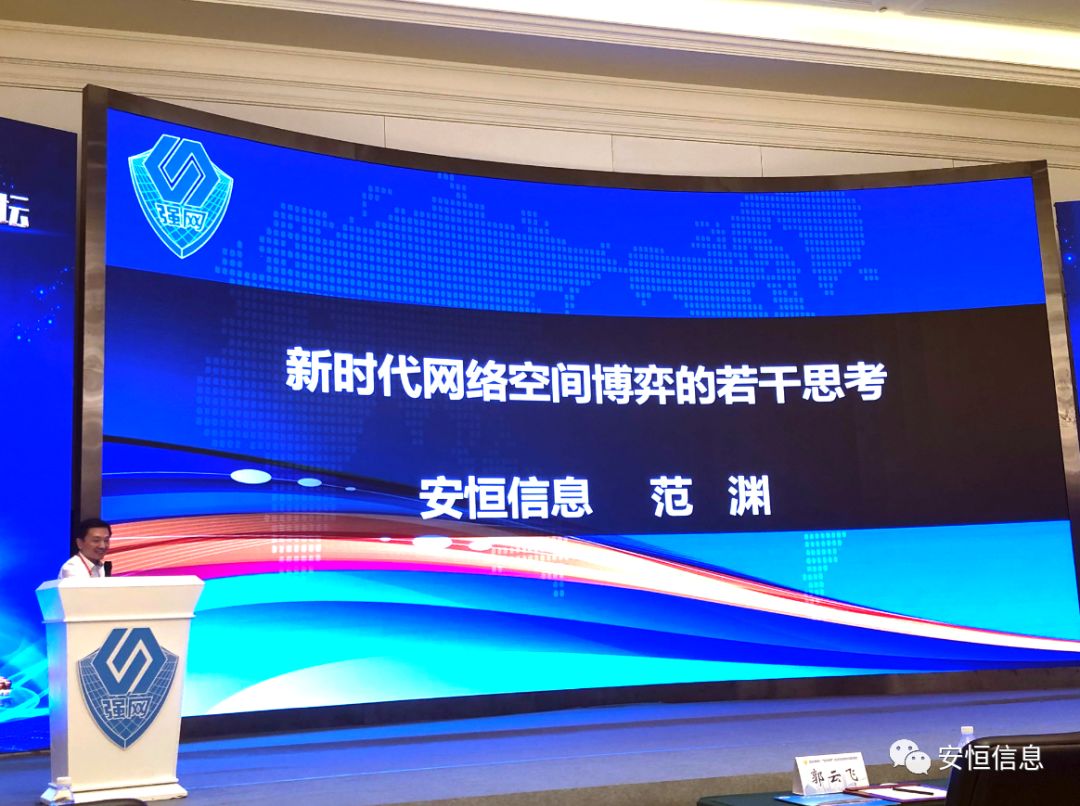 坛
强网
新时代网络空间博弈的若干思考
安恒信息 范 渊
强网
郭云飞
安恒信息